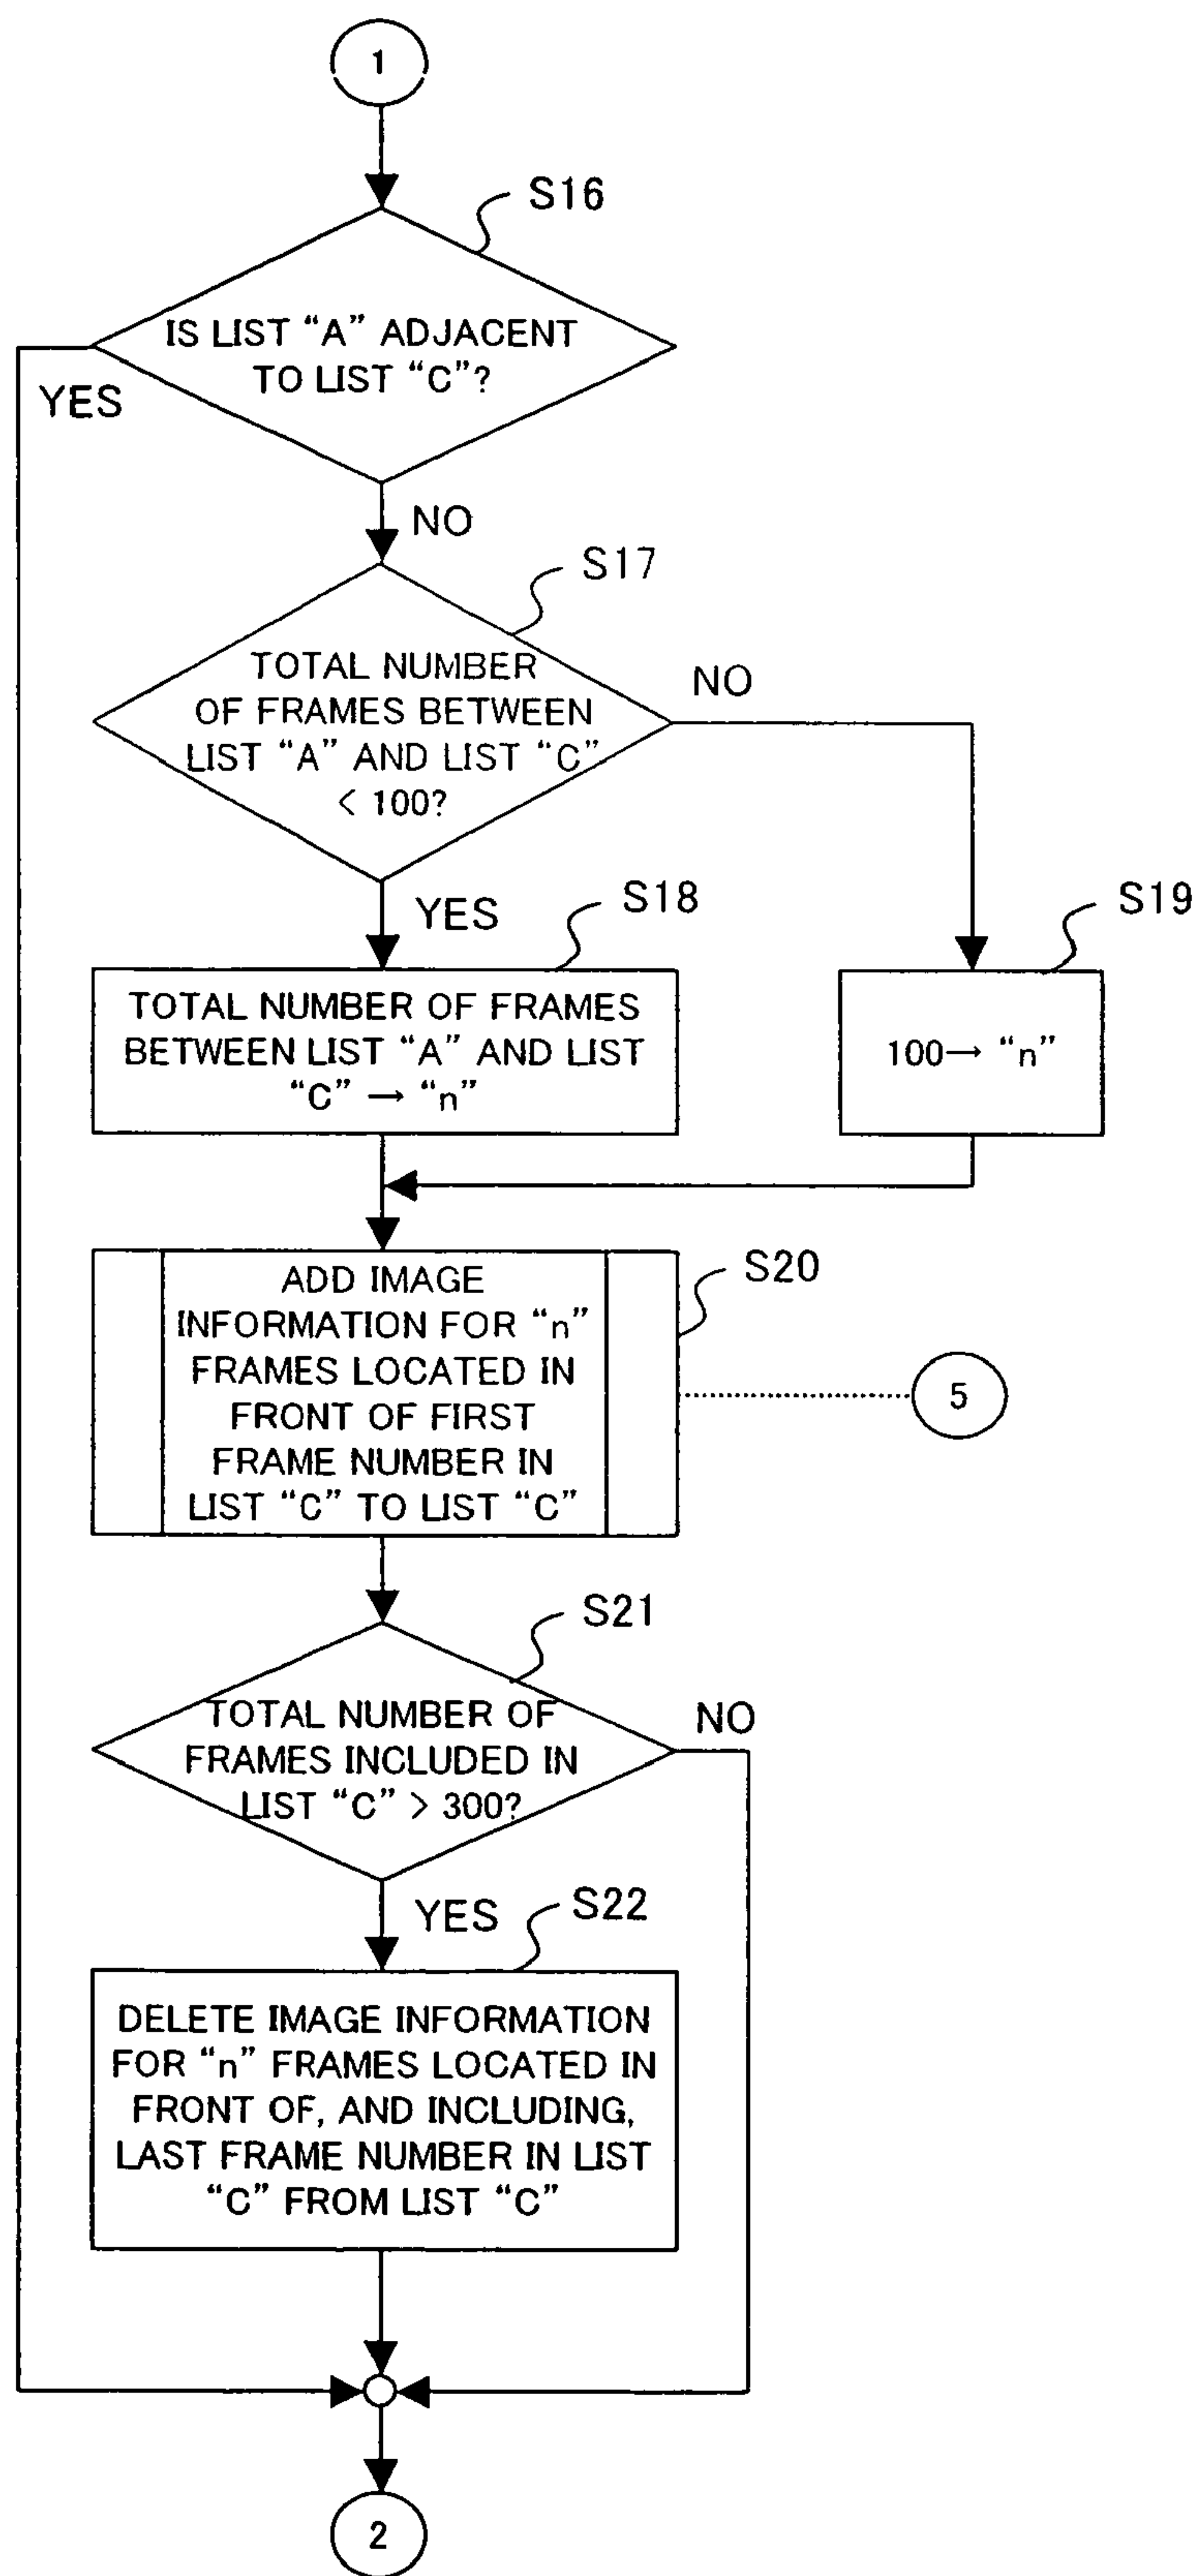 1
S16
IS LIST “A” ADJACENT
TO LIST “C”?
YES
NO
S17
TOTAL NUMBER
OF FRAMES BETWEEN
LIST “A” AND LIST “C”
< 100?
NO
YES
S18
S19
TOTAL NUMBER OF FRAMES
BETWEEN LIST “A” AND LIST
“C” → “n”
100→ “n”
S20
ADD IMAGE
INFORMATION FOR “n”
FRAMES LOCATED IN
FRONT OF FIRST
FRAME NUMBER IN
LIST “C” TO LIST “C”
5
S21
TOTAL NUMBER OF
FRAMES INCLUDED IN
LIST “C” > 300?
NO
YES
S22
DELETE IMAGE INFORMATION
FOR “n” FRAMES LOCATED IN
FRONT OF, AND INCLUDING,
LAST FRAME NUMBER IN LIST
“C” FROM LIST “C”
2